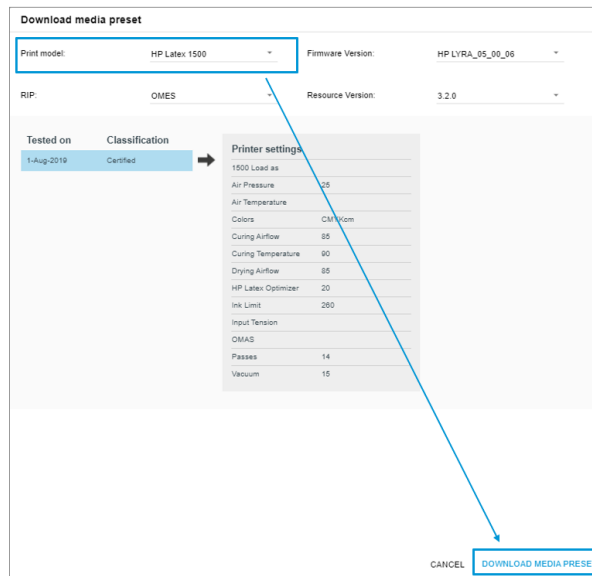 Download media preset
Print model: HP Latex 1500 Firmware Version: HP LYRA_05_00_06
RIP: OMES Resource Version: 3.2.0
Tested on Classification
1-Aug-2019 Certified
Printer settings
1500 Load as
Air Pressure 25
Air Temperature
Colors CMYKcm
Curing Airflow 85
Curing Temperature 90
Drying Airflow 85
HP Latex Optimizer 20
Ink Limit 260
Input Tension
OMAS
Passes 14
Vacuum 15
CANCEL DOWNLOAD MEDIA PRESE